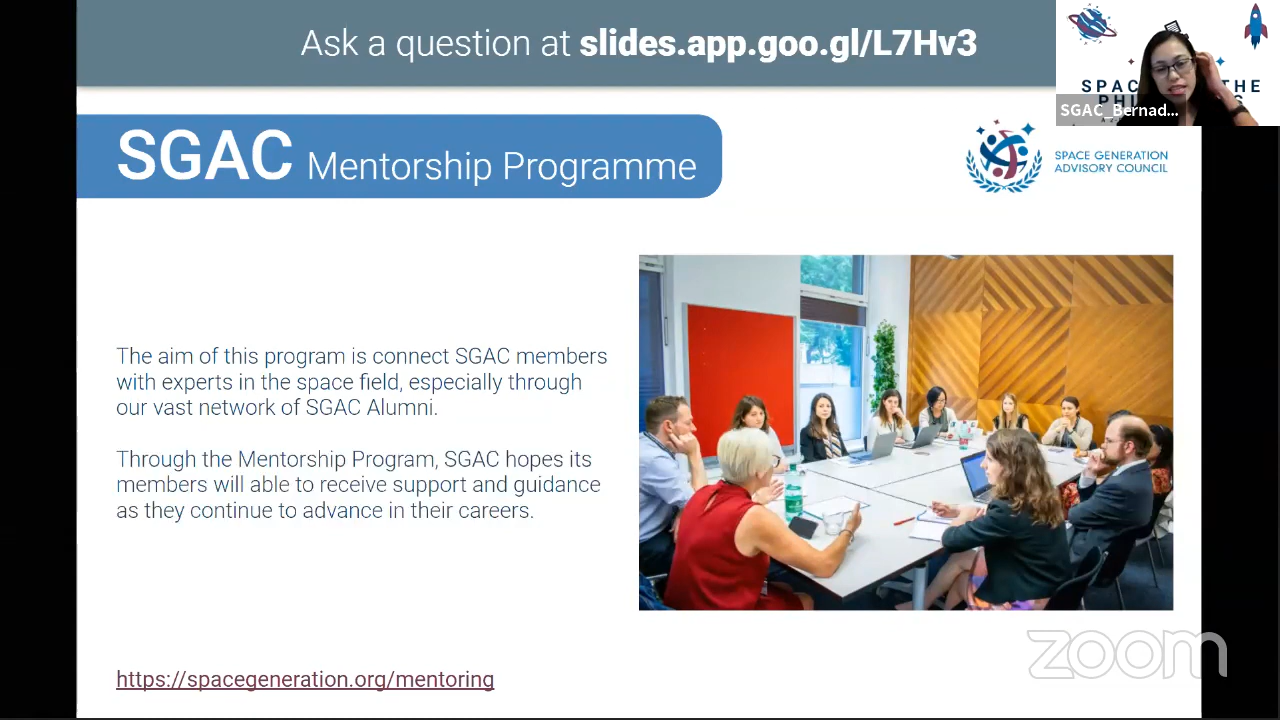 Ask a question at slides.app.goo.gl/L7Hv3
SGAC_Bernad...
SGAC Mentorship Programme
SPACE GENERATION
ADVISORY COUNCIL
The aim of this program is connect SGAC members
with experts in the space field, especially through
our vast network of SGAC Alumni.
Through the Mentorship Program, SGAC hopes its
members will able to receive support and guidance
as they continue to advance in their careers.
https://spacegeneration.org/mentoring
zoom